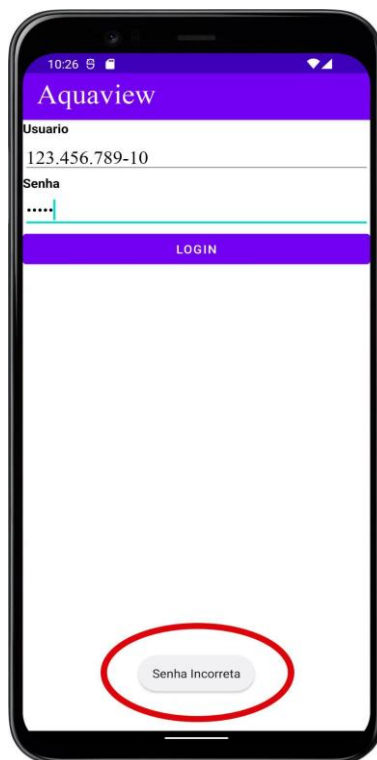 10:26
Aquaview
Usuario
123.456.789-10
Senha
•••••
LOGIN
Senha Incorreta